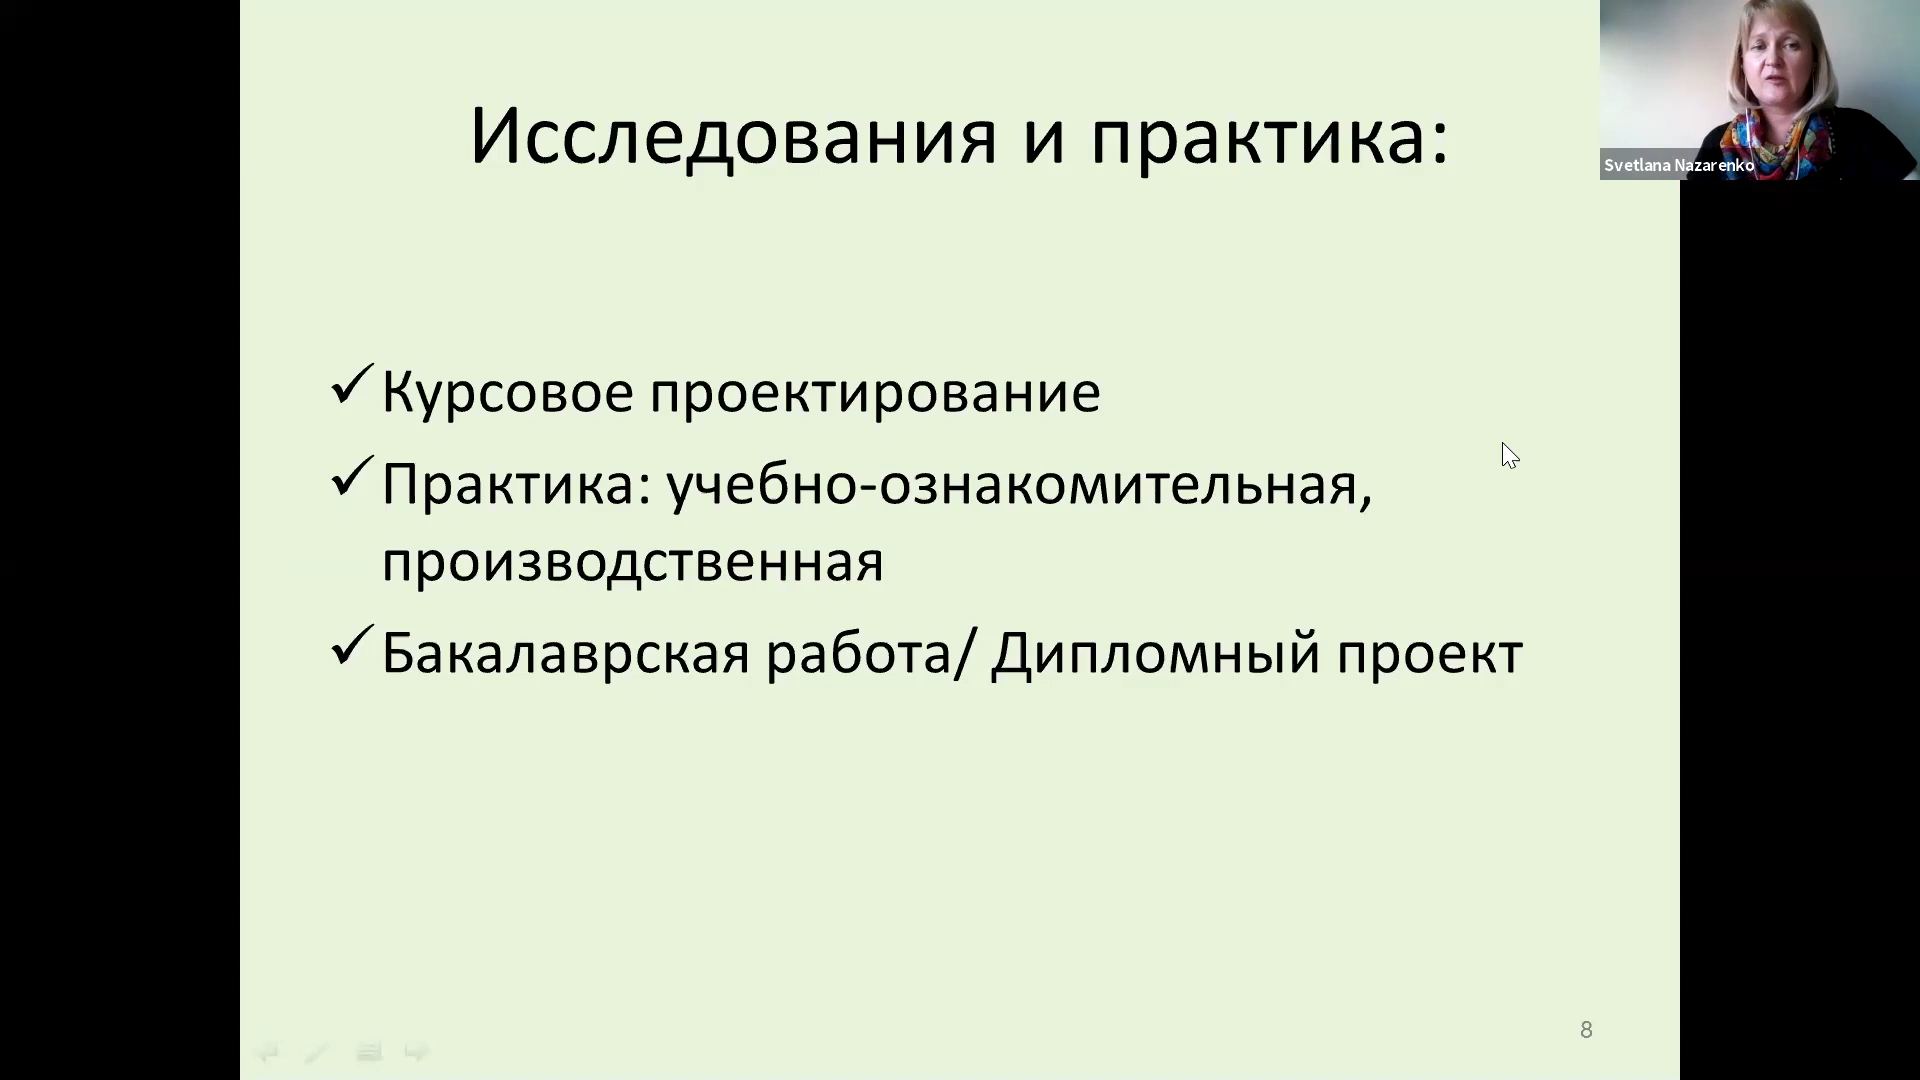 Исследования и практика:
Svetlana Nazarenko
Курсовое проектирование
Практика: учебно-ознакомительная,
производственная
Бакалаврская работа/ Дипломный проект
8